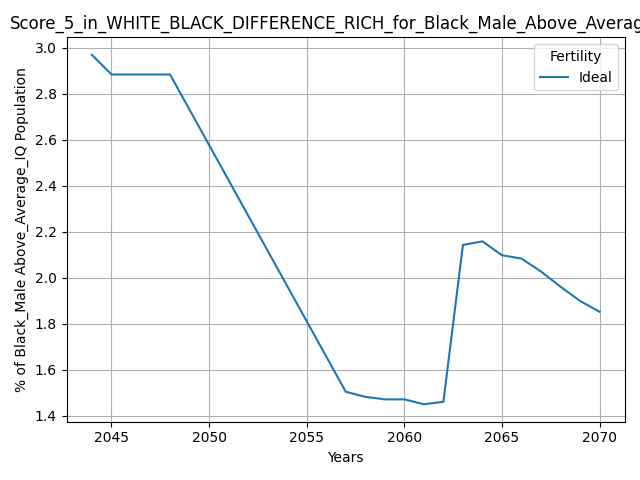 Score_5_in_WHITE_BLACK_DIFFERENCE_RICH_for_Black_Male_Above_Averag
Fertility
Ideal
% of Black_Male Above_Average_IQ Population
3.0
2.8
2.6
2.4
2.2
2.0
1.8
1.6
1.4
2045 2050 2055 2060 2065 2070
Years